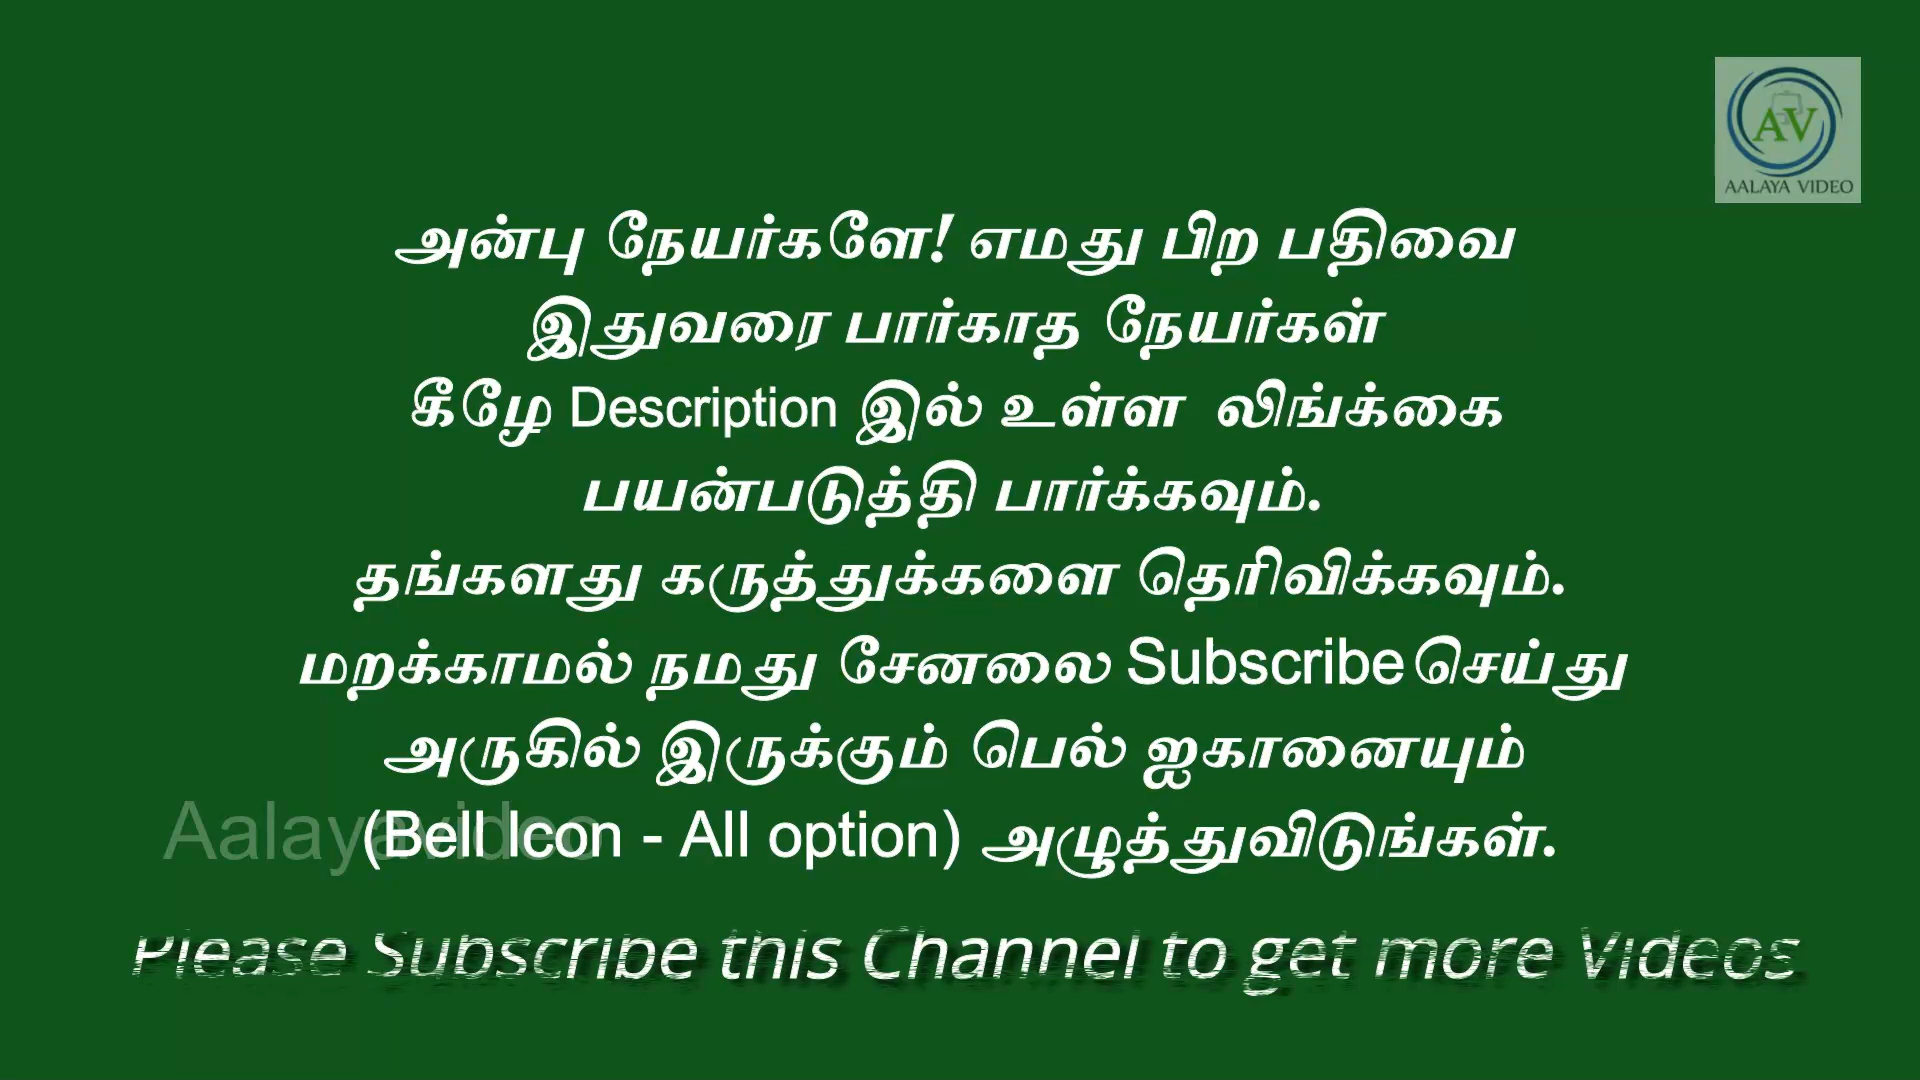 AV
AALAYA VIDEO
அன்பு நேயர்களே! எமது பிற பதிவை
இதுவரை பார்காத நேயர்கள்
கீழே Description இல் உள்ள லிங்க்கை
பயன்படுத்தி பார்க்கவும்.
தங்களது கருத்துக்களை தெரிவிக்கவும்.
மறக்காமல் நமது சேனலை Subscribe செய்து
அருகில் இருக்கும் பெல் ஐகானையும்
(Bell Icon - All option) அழுத்துவிடுங்கள்.
Aalayavideo
Please Subscribe this Channel to get more Videos